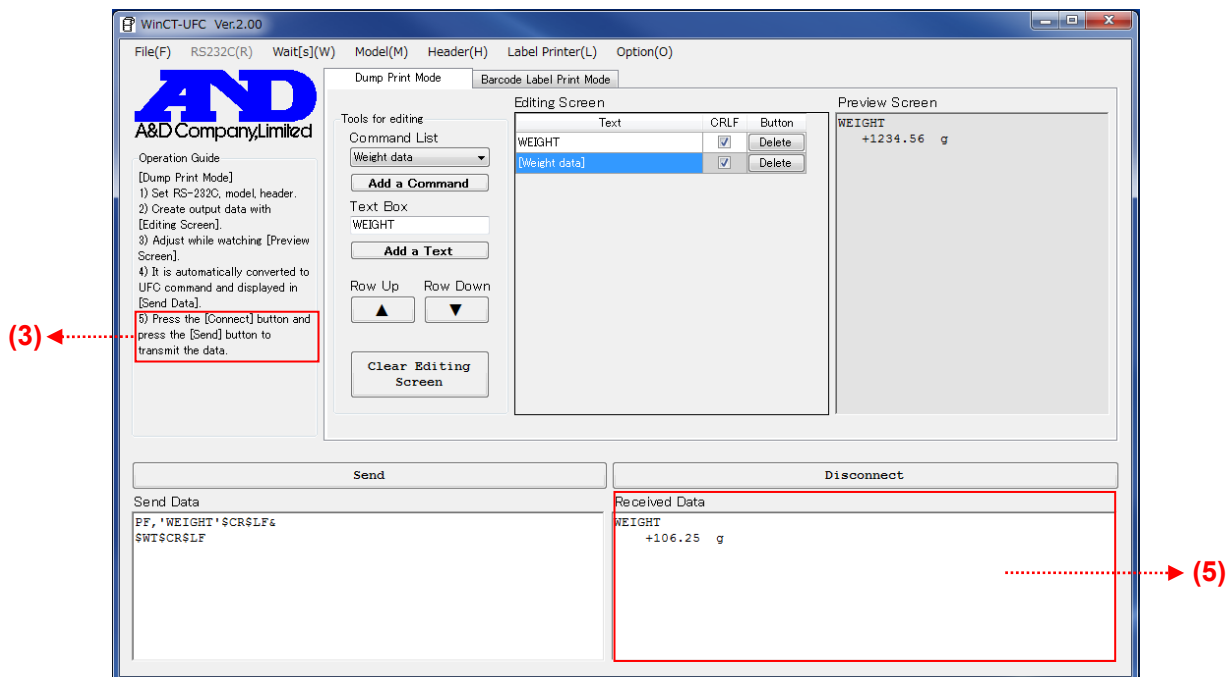 WinCT-UFC Ver.2.00
File(F) RS232C(R) Wait[s](W) Model(M) Header(H) Label Printer(L) Option(O)
AND
A&D Company,Limited
Operation Guide
[Dump Print Mode]
1) Set RS-232C, model, header.
2) Create output data with
[Editing Screen].
3) Adjust while watching [Preview
Screen].
4) It is automatically converted to
UFC command and displayed in
[Send Data].
5) Press the [Connect] button and
press the [Send] button to
transmit the data.
(3)
Dump Print Mode Barcode Label Print Mode
Tools for editing
Command List
Weight data
Add a Command
Text Box
WEIGHT
Add a Text
Row Up Row Down
▲ ▼
Clear Editing
Screen
Editing Screen
Text CRLF Button
WEIGHT Delete
[Weight data] Delete
Preview Screen
WEIGHT
+1234.56 g
Send Disconnect
Send Data
PF,'WEIGHT'$CR$LF&
$WT$CR$LF
Received Data
WEIGHT
+106.25 g
(5)